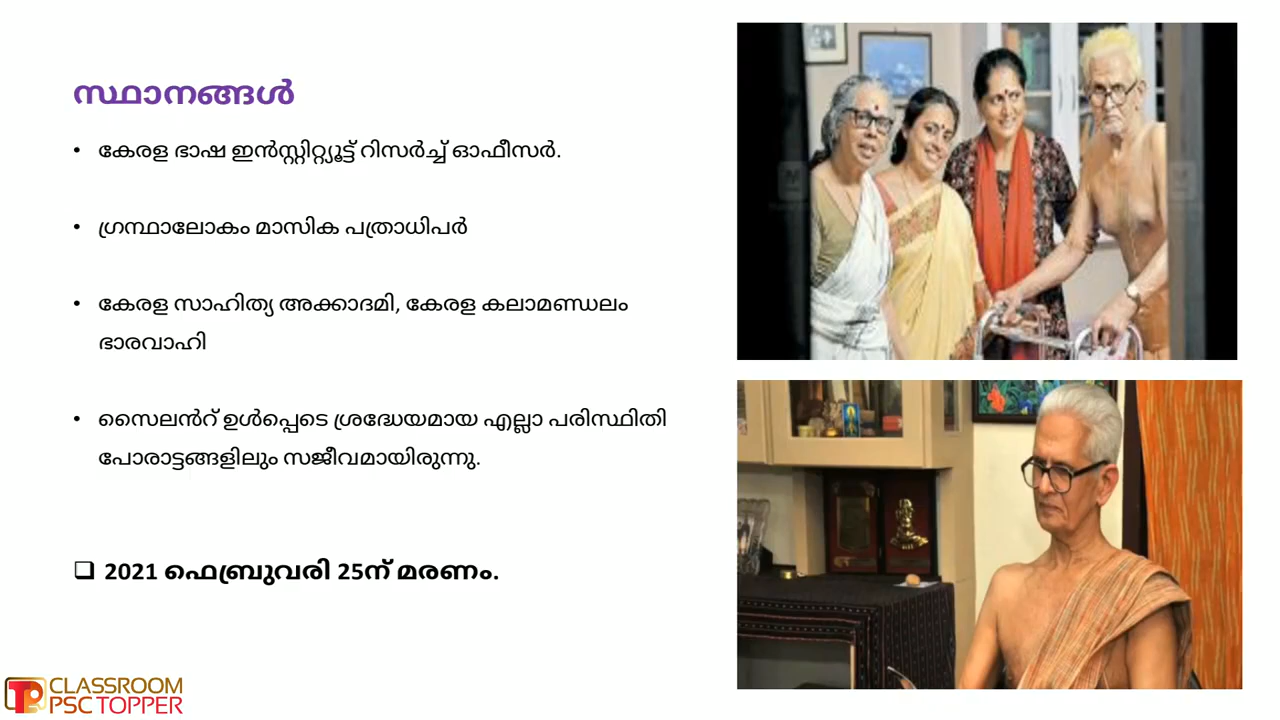 സ്ഥാനങ്ങൾ
• കേരള ഭാഷ ഇൻസ്റ്റിറ്റ്യൂട്ട് റിസർച്ച് ഓഫീസർ.
• ഗ്രന്ഥാലോകം മാസിക പത്രാധിപർ
• കേരള സാഹിത്യ അക്കാദമി, കേരള കലാമണ്ഡലം
ഭാരവാഹി
• സൈലൻറ് ഉൾപ്പെടെ ശ്രദ്ധേയമായ എല്ലാ പരിസ്ഥിതി
പോരാട്ടങ്ങളിലും സജീവമായിരുന്നു.
❑ 2021 ഫെബ്രുവരി 25ന് മരണം.
CLASSROOM
PSC TOPPER